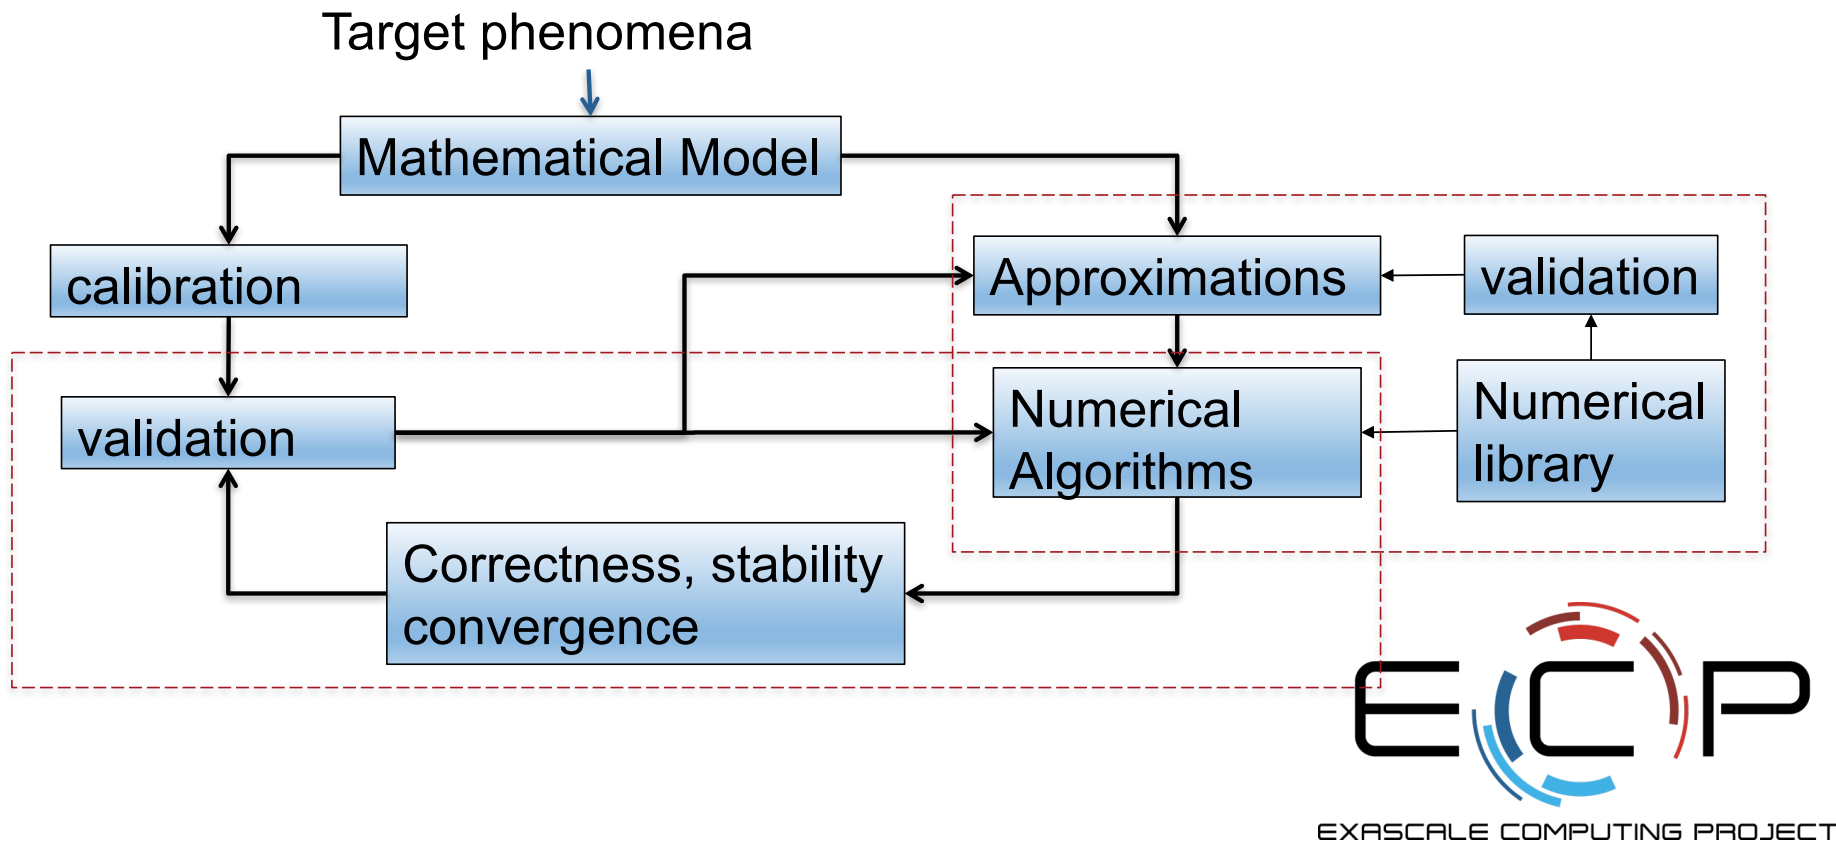 Target phenomena
Mathematical Model
calibration
Approximations
validation
validation
Numerical
Algorithms
Numerical
library
Correctness, stability
convergence
ECP
EXASCALE COMPUTING PROJECT